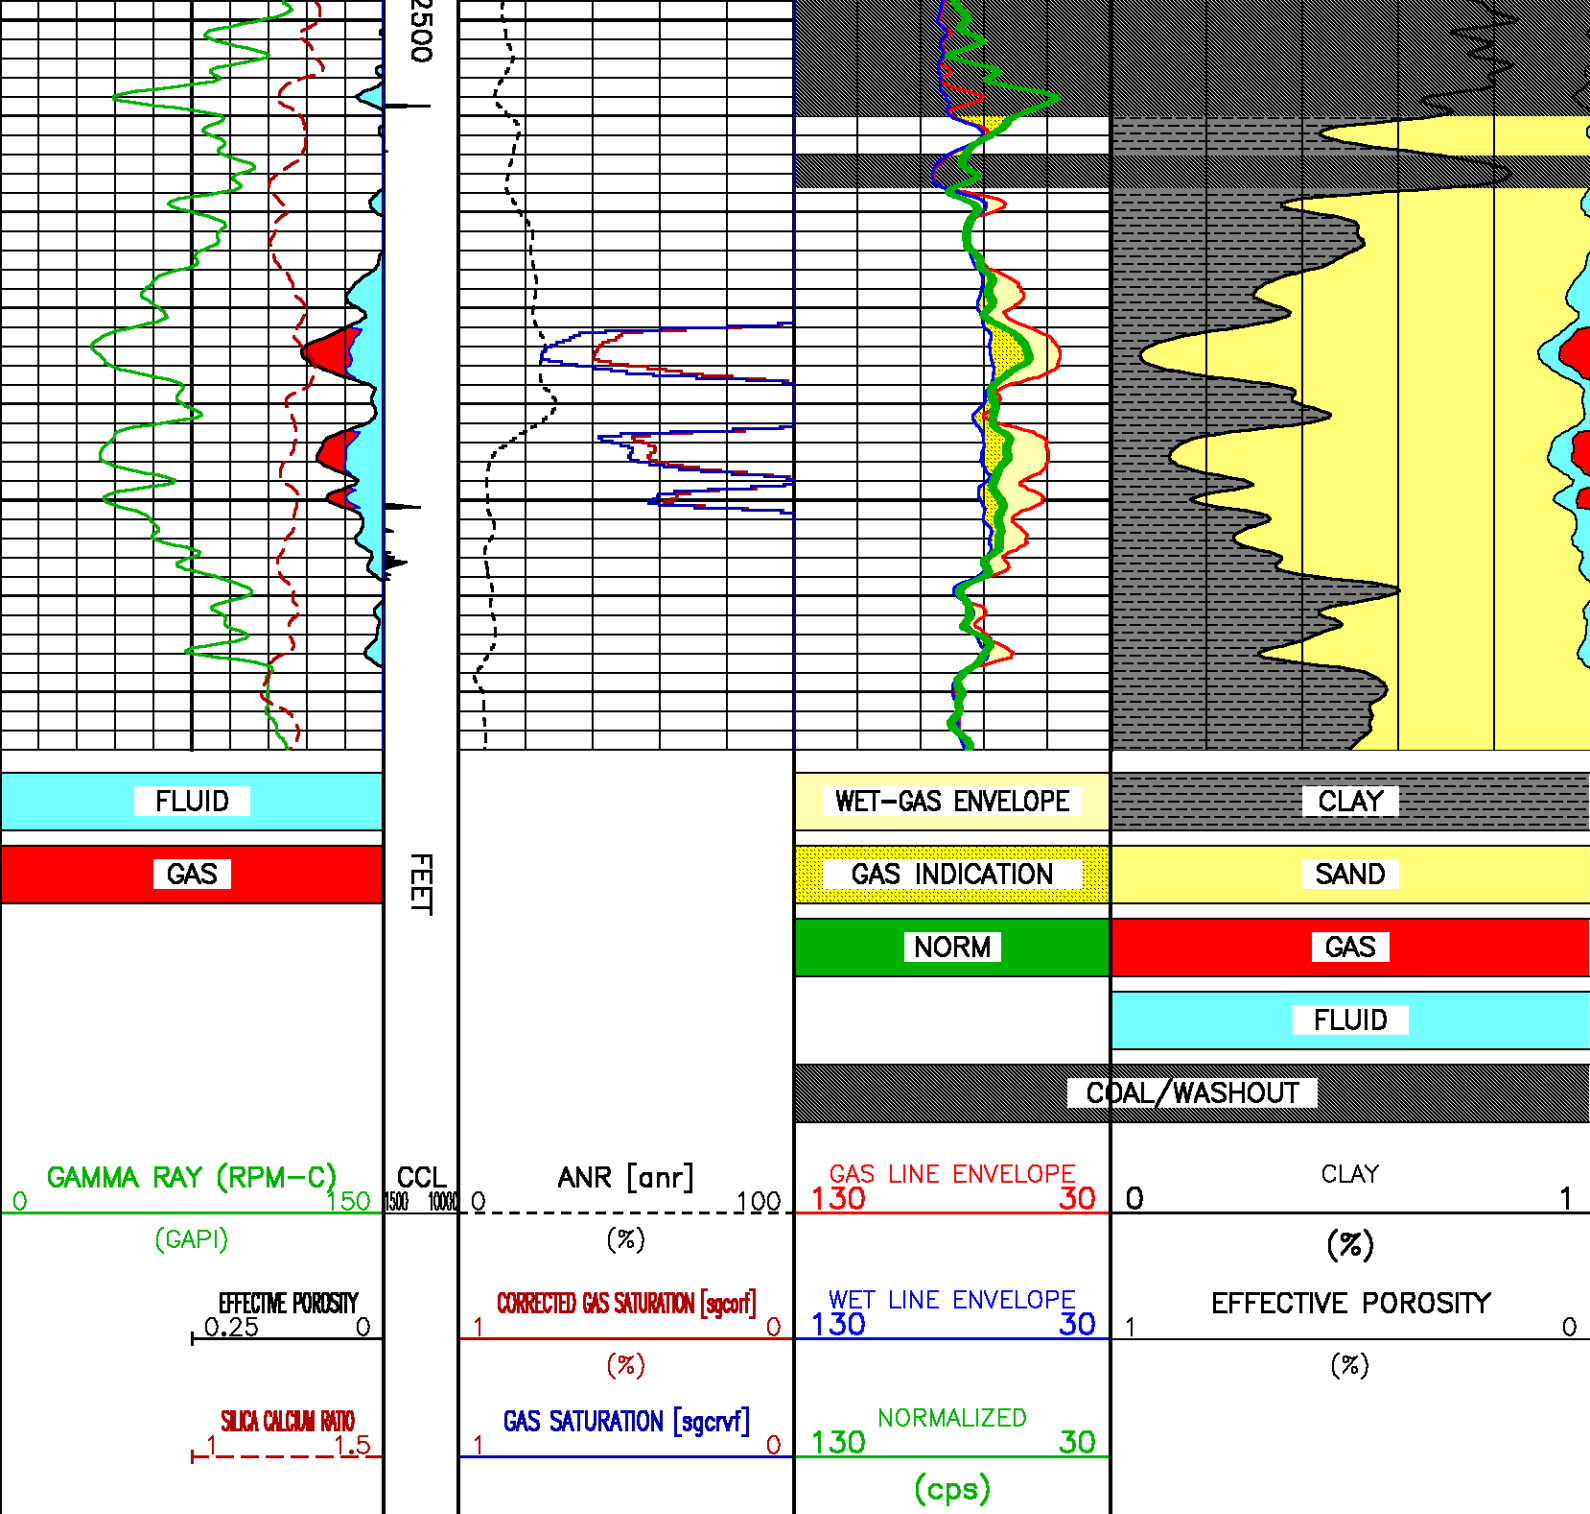 2500
FLUID
WET-GAS ENVELOPE
CLAY
FEET
GAS
GAS INDICATION
SAND
NORM
GAS
FLUID
COAL/WASHOUT
GAMMA RAY (RPM-C)
0 150
(GAPI)
CCL
1500 10000
ANR [anr]
0 100
(%)
GAS LINE ENVELOPE
130 30
CLAY
0 1
(%)
EFFECTIVE POROSITY
0.25 0
CORRECTED GAS SATURATION [sgcorf]
1 0
(%)
WET LINE ENVELOPE
130 30
EFFECTIVE POROSITY
1 0
(%)
SILICA CALCIUM RATIO
1 1.5
GAS SATURATION [sgcrvf]
1 0
NORMALIZED
130 30
(cps)